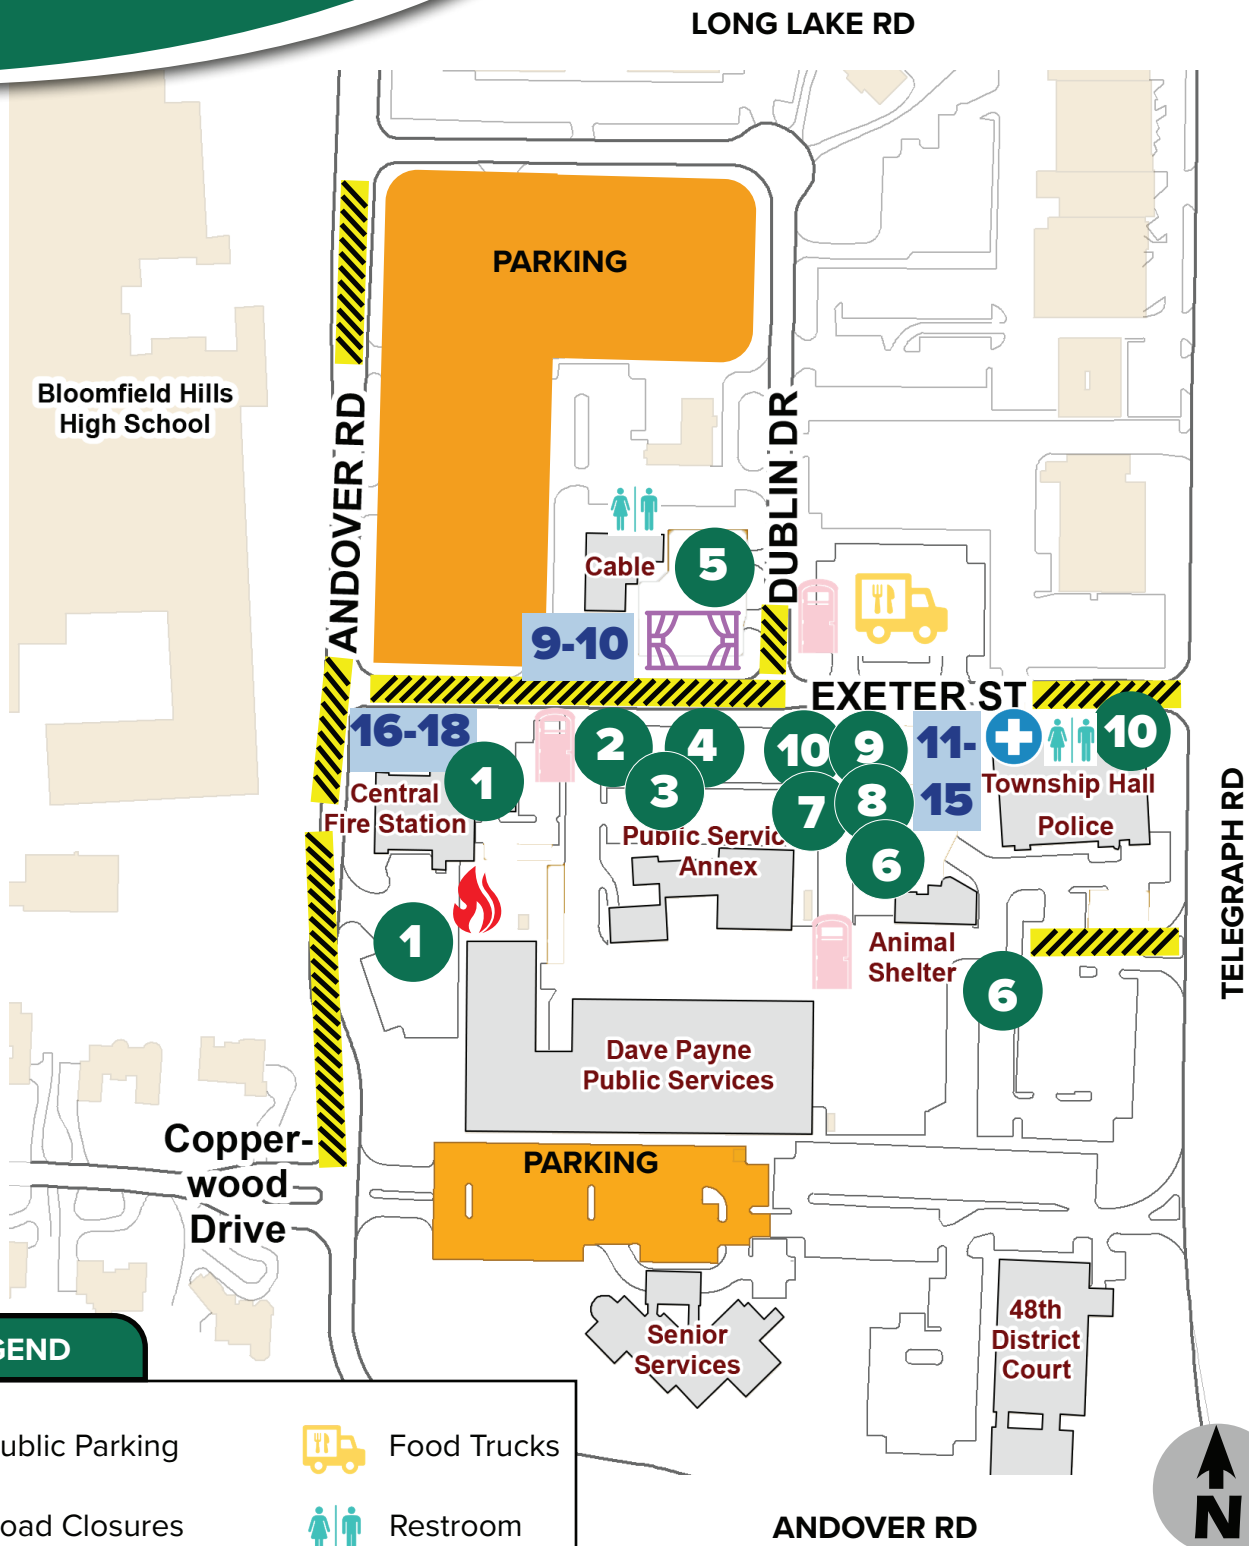 LONG LAKE RD
PARKING
Bloomfield Hills
High School
ANDOVER RD
DUBLIN DR
Cable
5
9-10
EXETER ST
16-18
2
4
10
9
11-
15
10
1
3
7
8
6
Central
Fire Station
Township Hall
Police
Public Servic
Annex
TELEGRAPH RD
1
Animal
Shelter
6
Dave Payne
Public Services
Copper-
wood
Drive
PARKING
Senior
Services
48th
District
Court
GEND
ublic Parking
Food Trucks
oad Closures
Restroom
ANDOVER RD
N